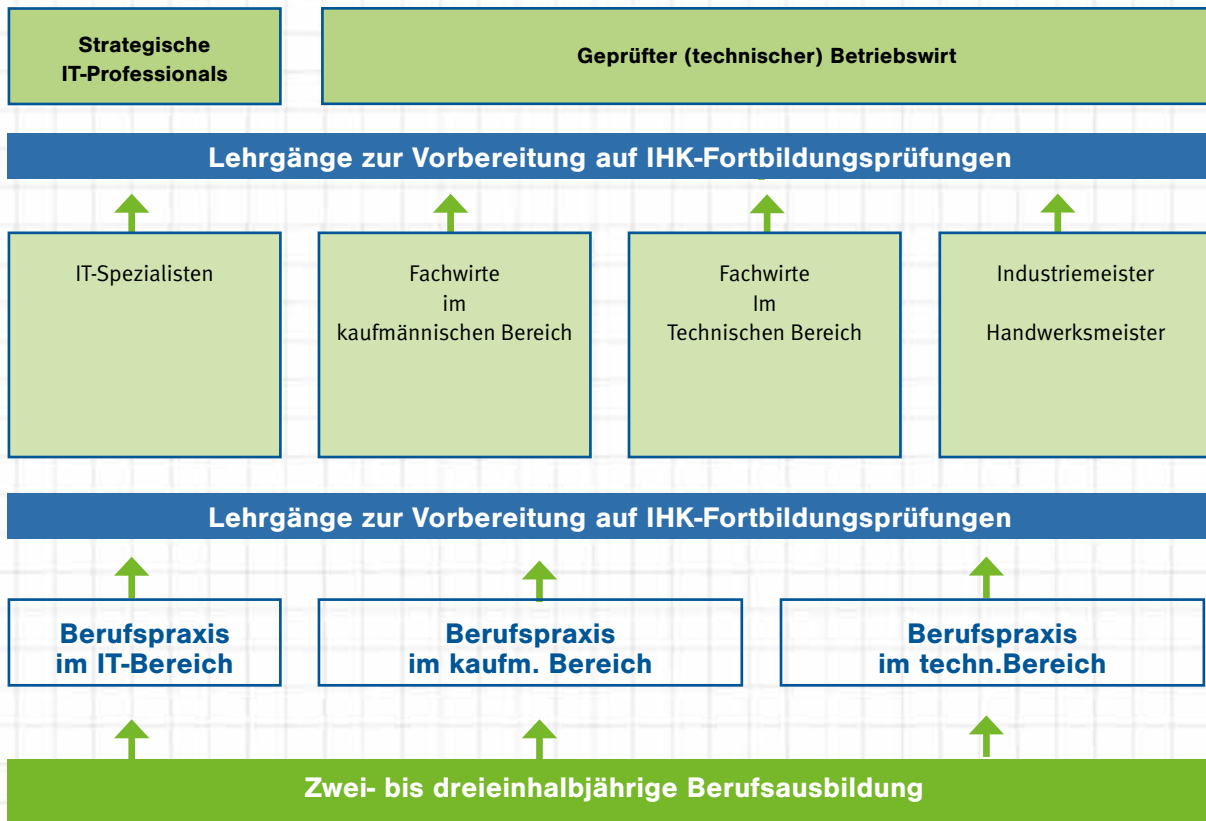 Strategische
IT-Professionals
Geprüfter (technischer) Betriebswirt
Lehrgänge zur Vorbereitung auf IHK-Fortbildungsprüfungen
IT-Spezialisten
Fachwirte
im
kaufmännischen Bereich
Fachwirte
Im
Technischen Bereich
Industriemeister
Handwerksmeister
Lehrgänge zur Vorbereitung auf IHK-Fortbildungsprüfungen
Berufspraxis
im IT-Bereich
Berufspraxis
im kaufm. Bereich
Berufspraxis
im techn.Bereich
Zwei- bis dreieinhalbjährige Berufsausbildung